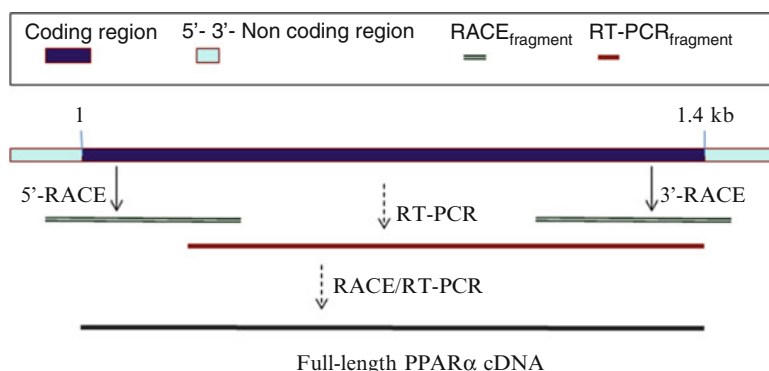 Coding region 5'- 3'- Non coding region RACEfragment RT-PCRfragment
1 1.4 kb
5'-RACE 3'-RACE
RT-PCR
RACE/RT-PCR
Full-length PPARα cDNA